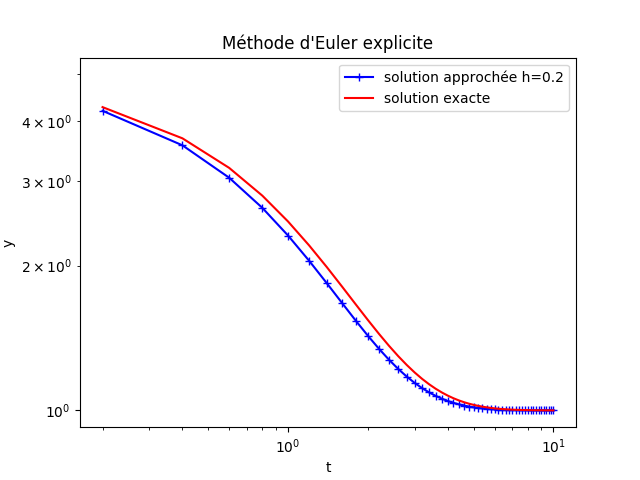 Méthode d'Euler explicite
solution approchée h=0.2
solution exacte
4 × 10⁰
3 × 10⁰
2 × 10⁰
10⁰
y
10⁰
10¹
t